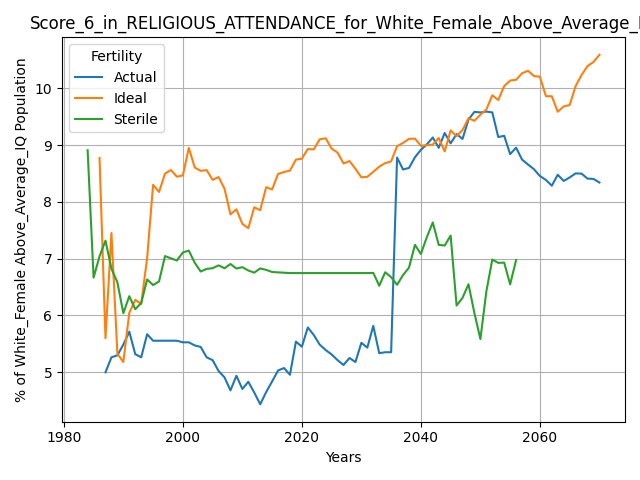 Score_6_in_RELIGIOUS_ATTENDANCE_for_White_Female_Above_Average_
Fertility
Actual
Ideal
Sterile
% of White_Female Above_Average_IQ Population
10
9
8
7
6
5
1980
2000
2020
2040
2060
Years